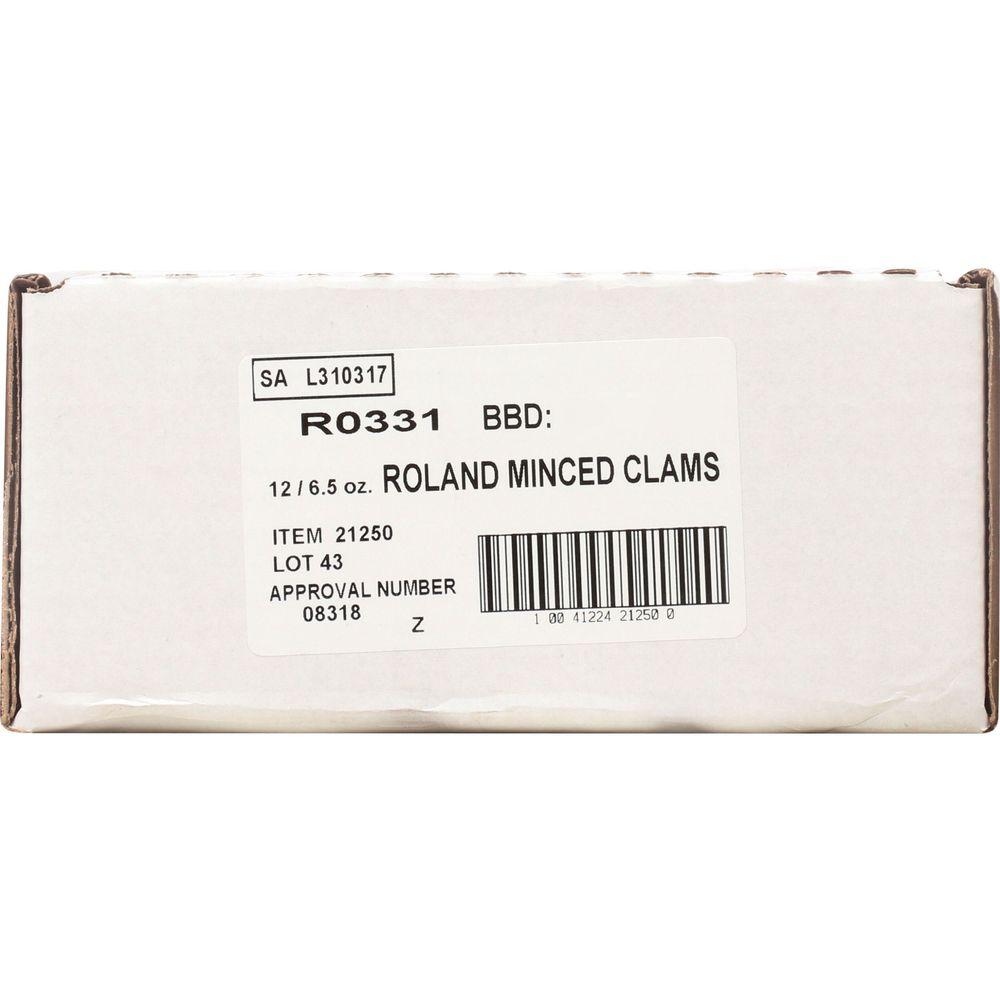 SA L310317
R0331 BBD:
12 / 6.5 oz. ROLAND MINCED CLAMS
ITEM 21250
LOT 43
APPROVAL NUMBER
08318
Z
1 00 41224 21250 0